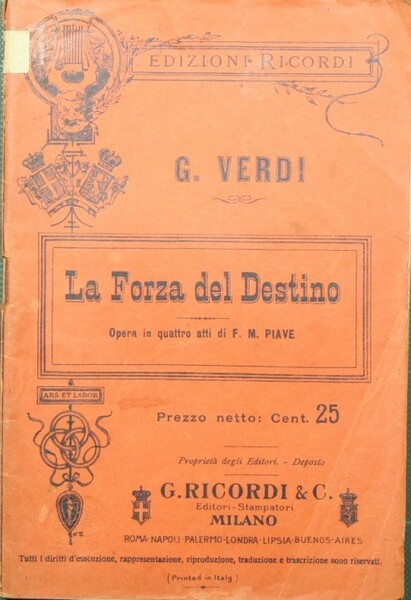 EDIZIONI RICORDI
G. VERDI
La Forza del Destino
Opera in quattro atti di F. M. PIAVE
ARS ET LABOR
Prezzo netto: Cent. 25
Proprietà degli Editori. - Deposto
G. RICORDI & C.
Editori-Stampatori
MILANO
ROMA-NAPOLI-PALERMO-LONDRA-LIPSIA-BUENOS-AIRES
Tutti i diritti d'esecuzione, rappresentazione, riproduzione, traduzione e trascrizione sono riservati.
(Printed in Italy)